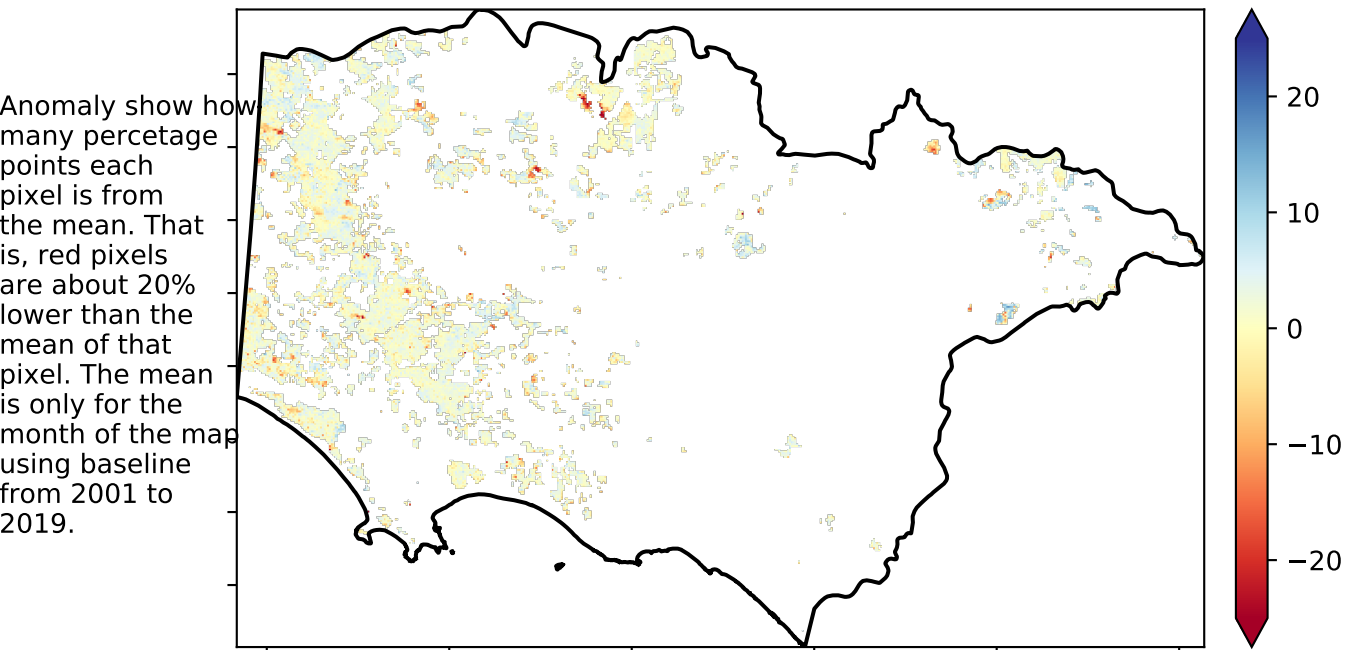 Anomaly show how
many percetage
points each
pixel is from
the mean. That
is, red pixels
are about 20%
lower than the
mean of that
pixel. The mean
is only for the
month of the map
using baseline
from 2001 to
2019.
20
10
0
−10
−20